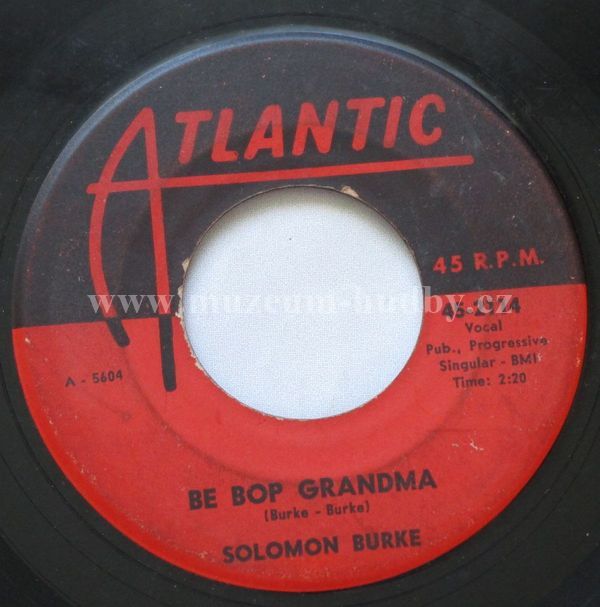 ATLANTIC
45 R.P.M.
www.muzeum-hudby.cz
Vocal
Pub., Progressive
Singular - BMI
Time: 2:20
A - 5604
BE BOP GRANDMA
(Burke - Burke)
SOLOMON BURKE